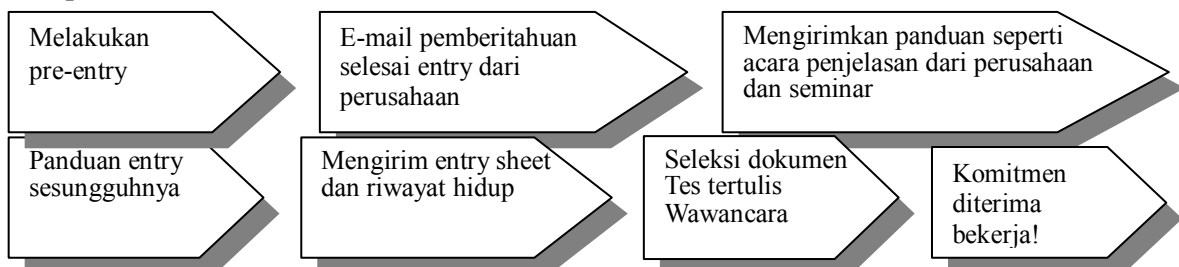 Melakukan
pre-entry
E-mail pemberitahuan
selesai entry dari
perusahaan
Mengirimkan panduan seperti
acara penjelasan dari perusahaan
dan seminar
Panduan entry
sesungguhnya
Mengirim entry sheet
dan riwayat hidup
Seleksi dokumen
Tes tertulis
Wawancara
Komitmen
diterima
bekerja!